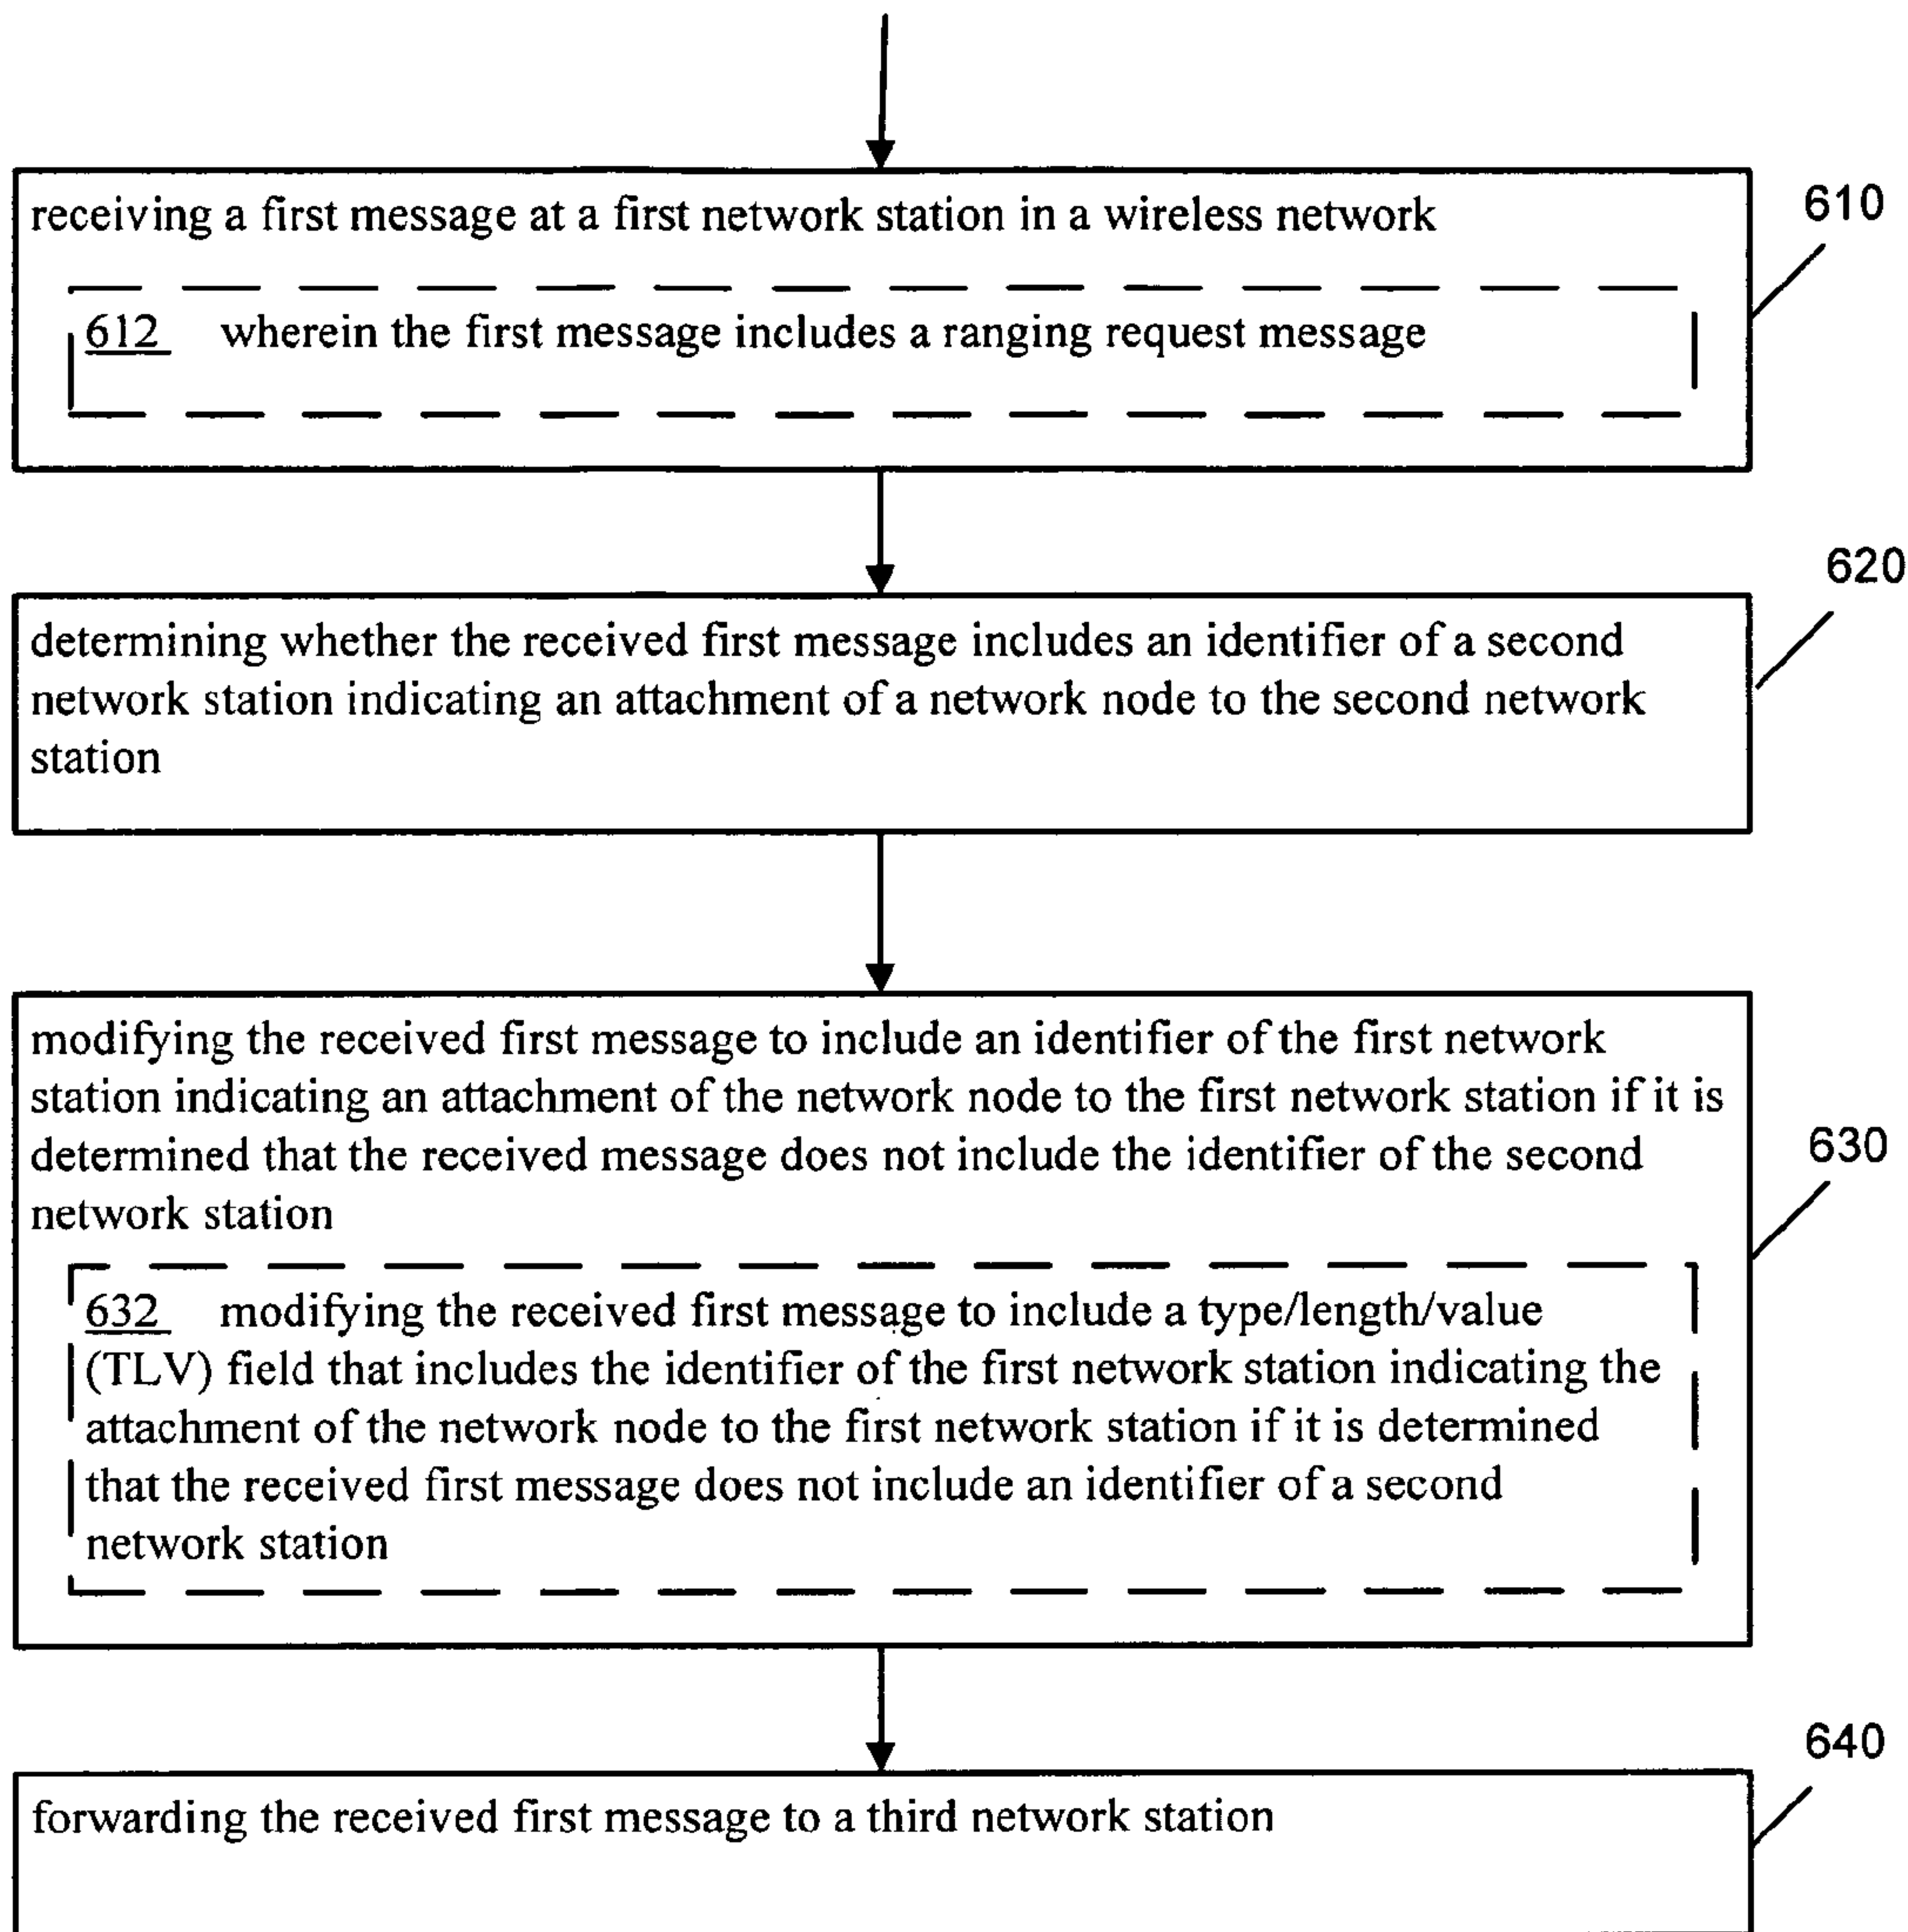 receiving a first message at a first network station in a wireless network
610
612 wherein the first message includes a ranging request message
620
determining whether the received first message includes an identifier of a second
network station indicating an attachment of a network node to the second network
station
modifying the received first message to include an identifier of the first network
station indicating an attachment of the network node to the first network station if it is
determined that the received message does not include the identifier of the second
network station
630
632 modifying the received first message to include a type/length/value
(TLV) field that includes the identifier of the first network station indicating the
attachment of the network node to the first network station if it is determined
that the received first message does not include an identifier of a second
network station
640
forwarding the received first message to a third network station